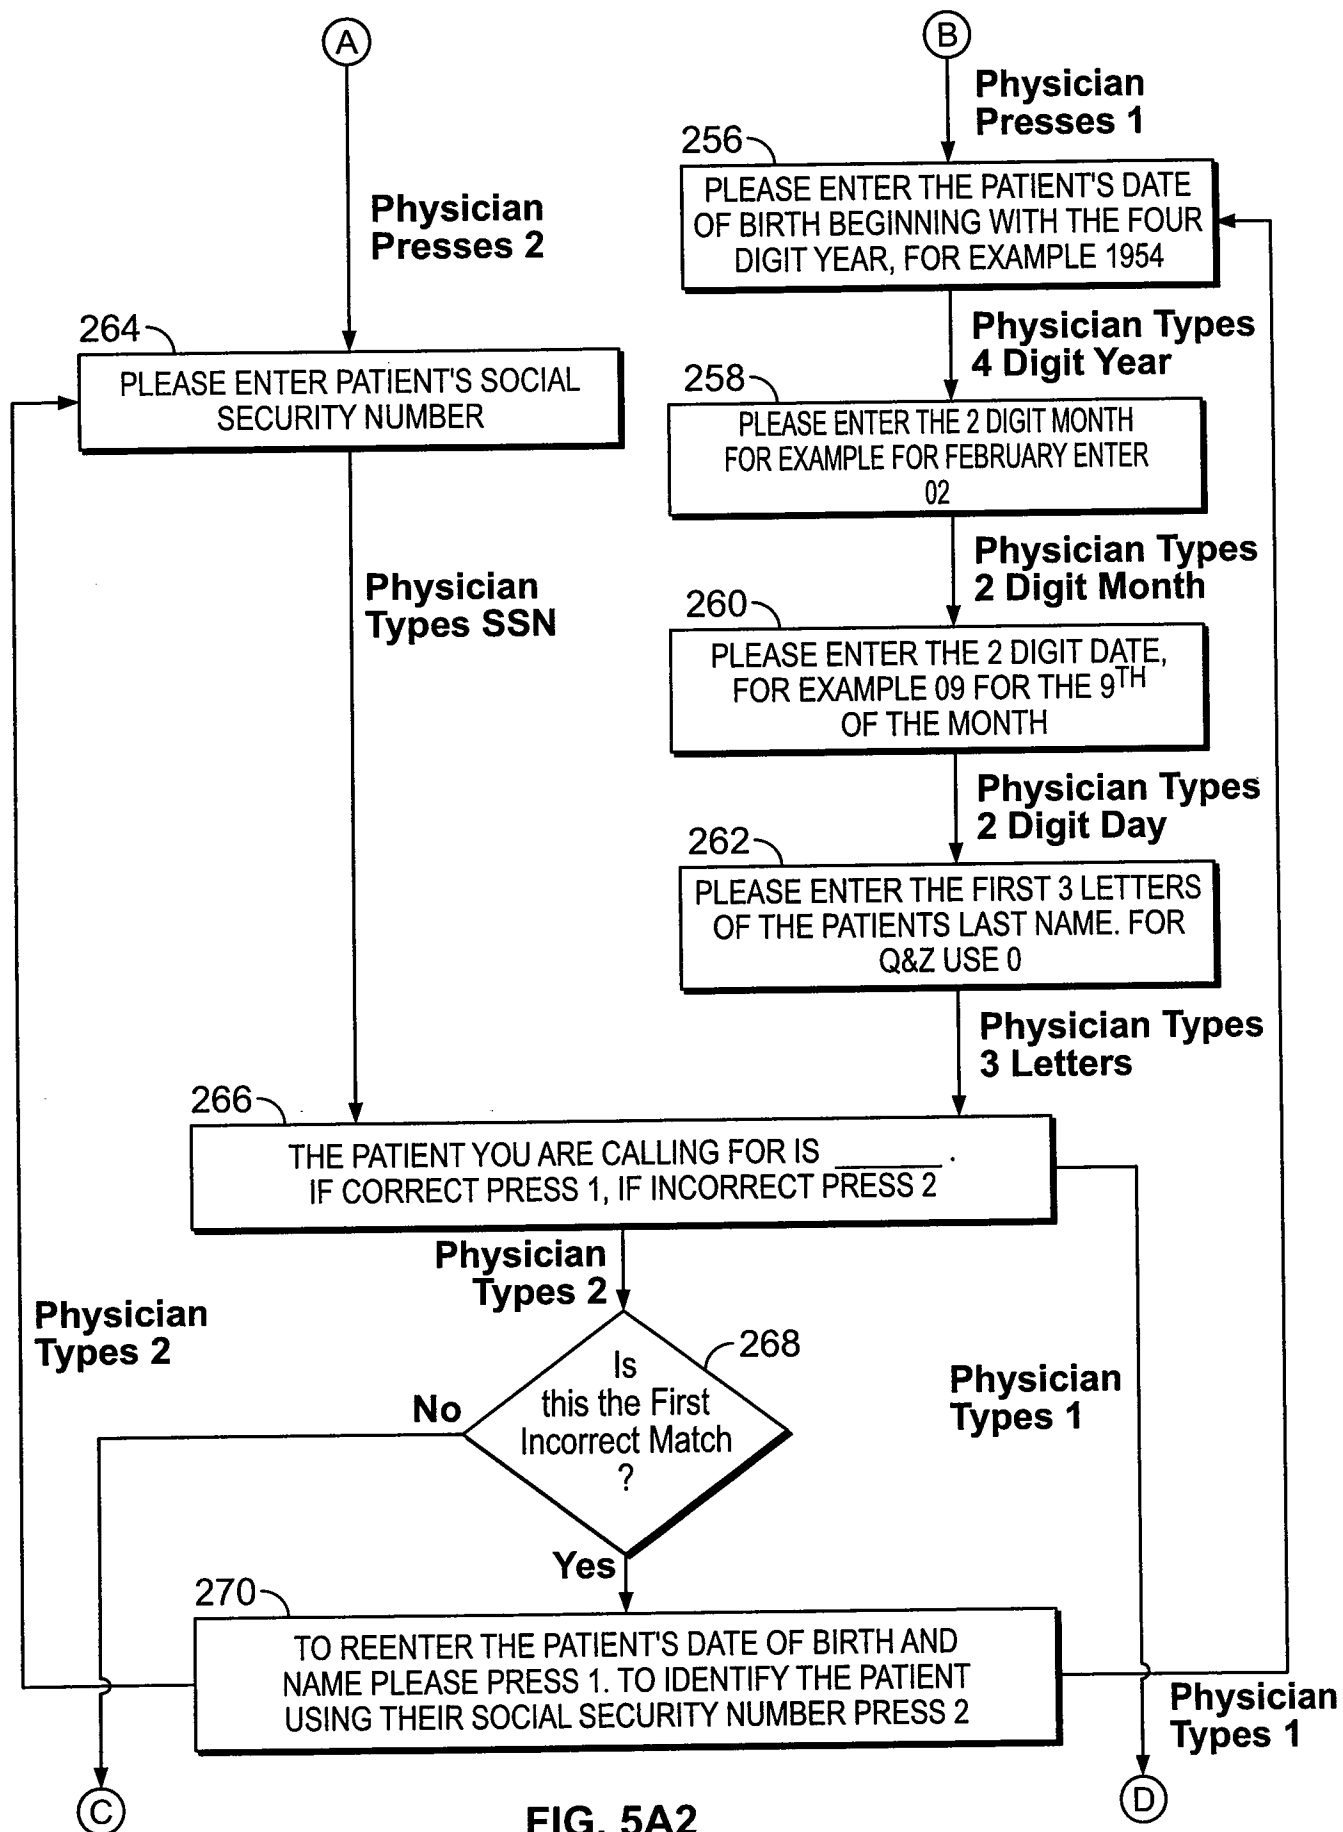 A
B
Physician
Presses 1
256
PLEASE ENTER THE PATIENT'S DATE
OF BIRTH BEGINNING WITH THE FOUR
DIGIT YEAR, FOR EXAMPLE 1954
Physician
Presses 2
264
PLEASE ENTER PATIENT'S SOCIAL
SECURITY NUMBER
Physician Types
4 Digit Year
258
PLEASE ENTER THE 2 DIGIT MONTH
FOR EXAMPLE FOR FEBRUARY ENTER
02
Physician Types
2 Digit Month
Physician
Types SSN
260
PLEASE ENTER THE 2 DIGIT DATE,
FOR EXAMPLE 09 FOR THE 9TH
OF THE MONTH
Physician Types
2 Digit Day
262
PLEASE ENTER THE FIRST 3 LETTERS
OF THE PATIENTS LAST NAME. FOR
Q&Z USE 0
Physician Types
3 Letters
266
THE PATIENT YOU ARE CALLING FOR IS _______ .
IF CORRECT PRESS 1, IF INCORRECT PRESS 2
Physician
Types 2
Physician
Types 2
268
Is
this the First
Incorrect Match
?
No
Physician
Types 1
Yes
270
TO REENTER THE PATIENT'S DATE OF BIRTH AND
NAME PLEASE PRESS 1. TO IDENTIFY THE PATIENT
USING THEIR SOCIAL SECURITY NUMBER PRESS 2
Physician
Types 1
C
D
FIG. 5A2